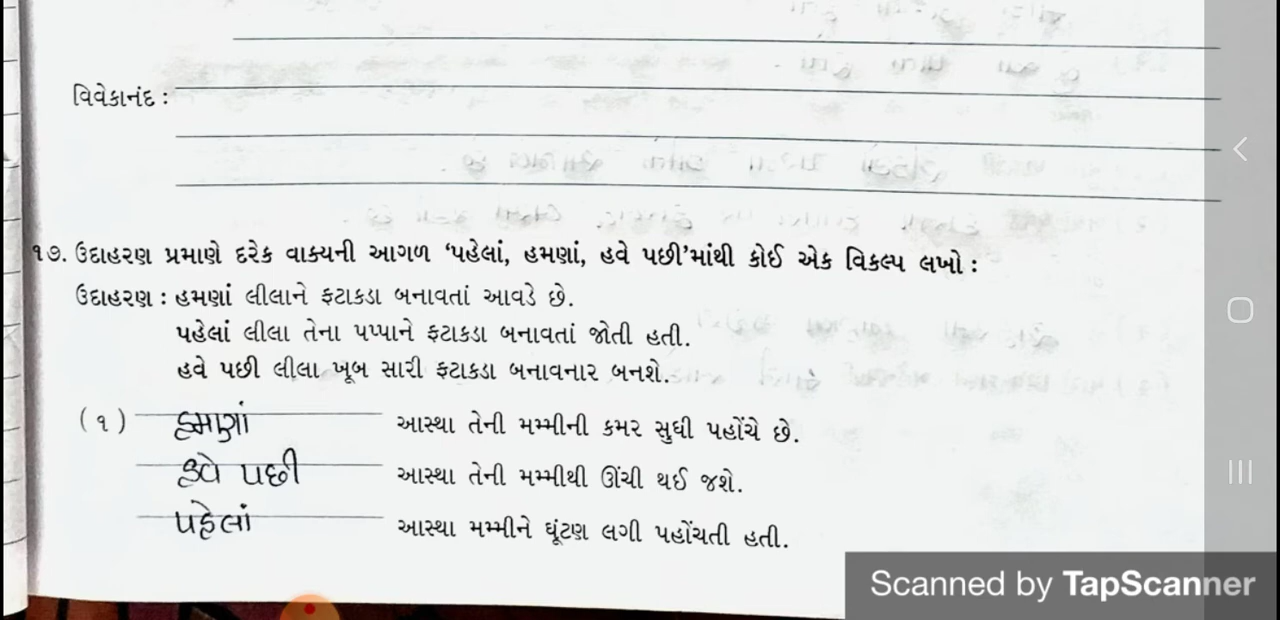 વિવેકાનંદ :
૧૭. ઉદાહરણ પ્રમાણે દરેક વાક્યની આગળ ‘પહેલાં, હમણાં, હવે પછી’માંથી કોઈ એક વિકલ્પ લખો :
ઉદાહરણ : હમણાં લીલાને ફટાકડા બનાવતાં આવડે છે.
પહેલાં લીલા તેના પપ્પાને ફટાકડા બનાવતાં જોતી હતી.
હવે પછી લીલા ખૂબ સારી ફટાકડા બનાવનાર બનશે.
(૧) હમણાં આસ્થા તેની મમ્મીની કમર સુધી પહોંચે છે.
હવે પછી આસ્થા તેની મમ્મીથી ઊંચી થઈ જશે.
પહેલાં આસ્થા મમ્મીને ઘૂંટણ લગી પહોંચતી હતી.
Scanned by TapScanner